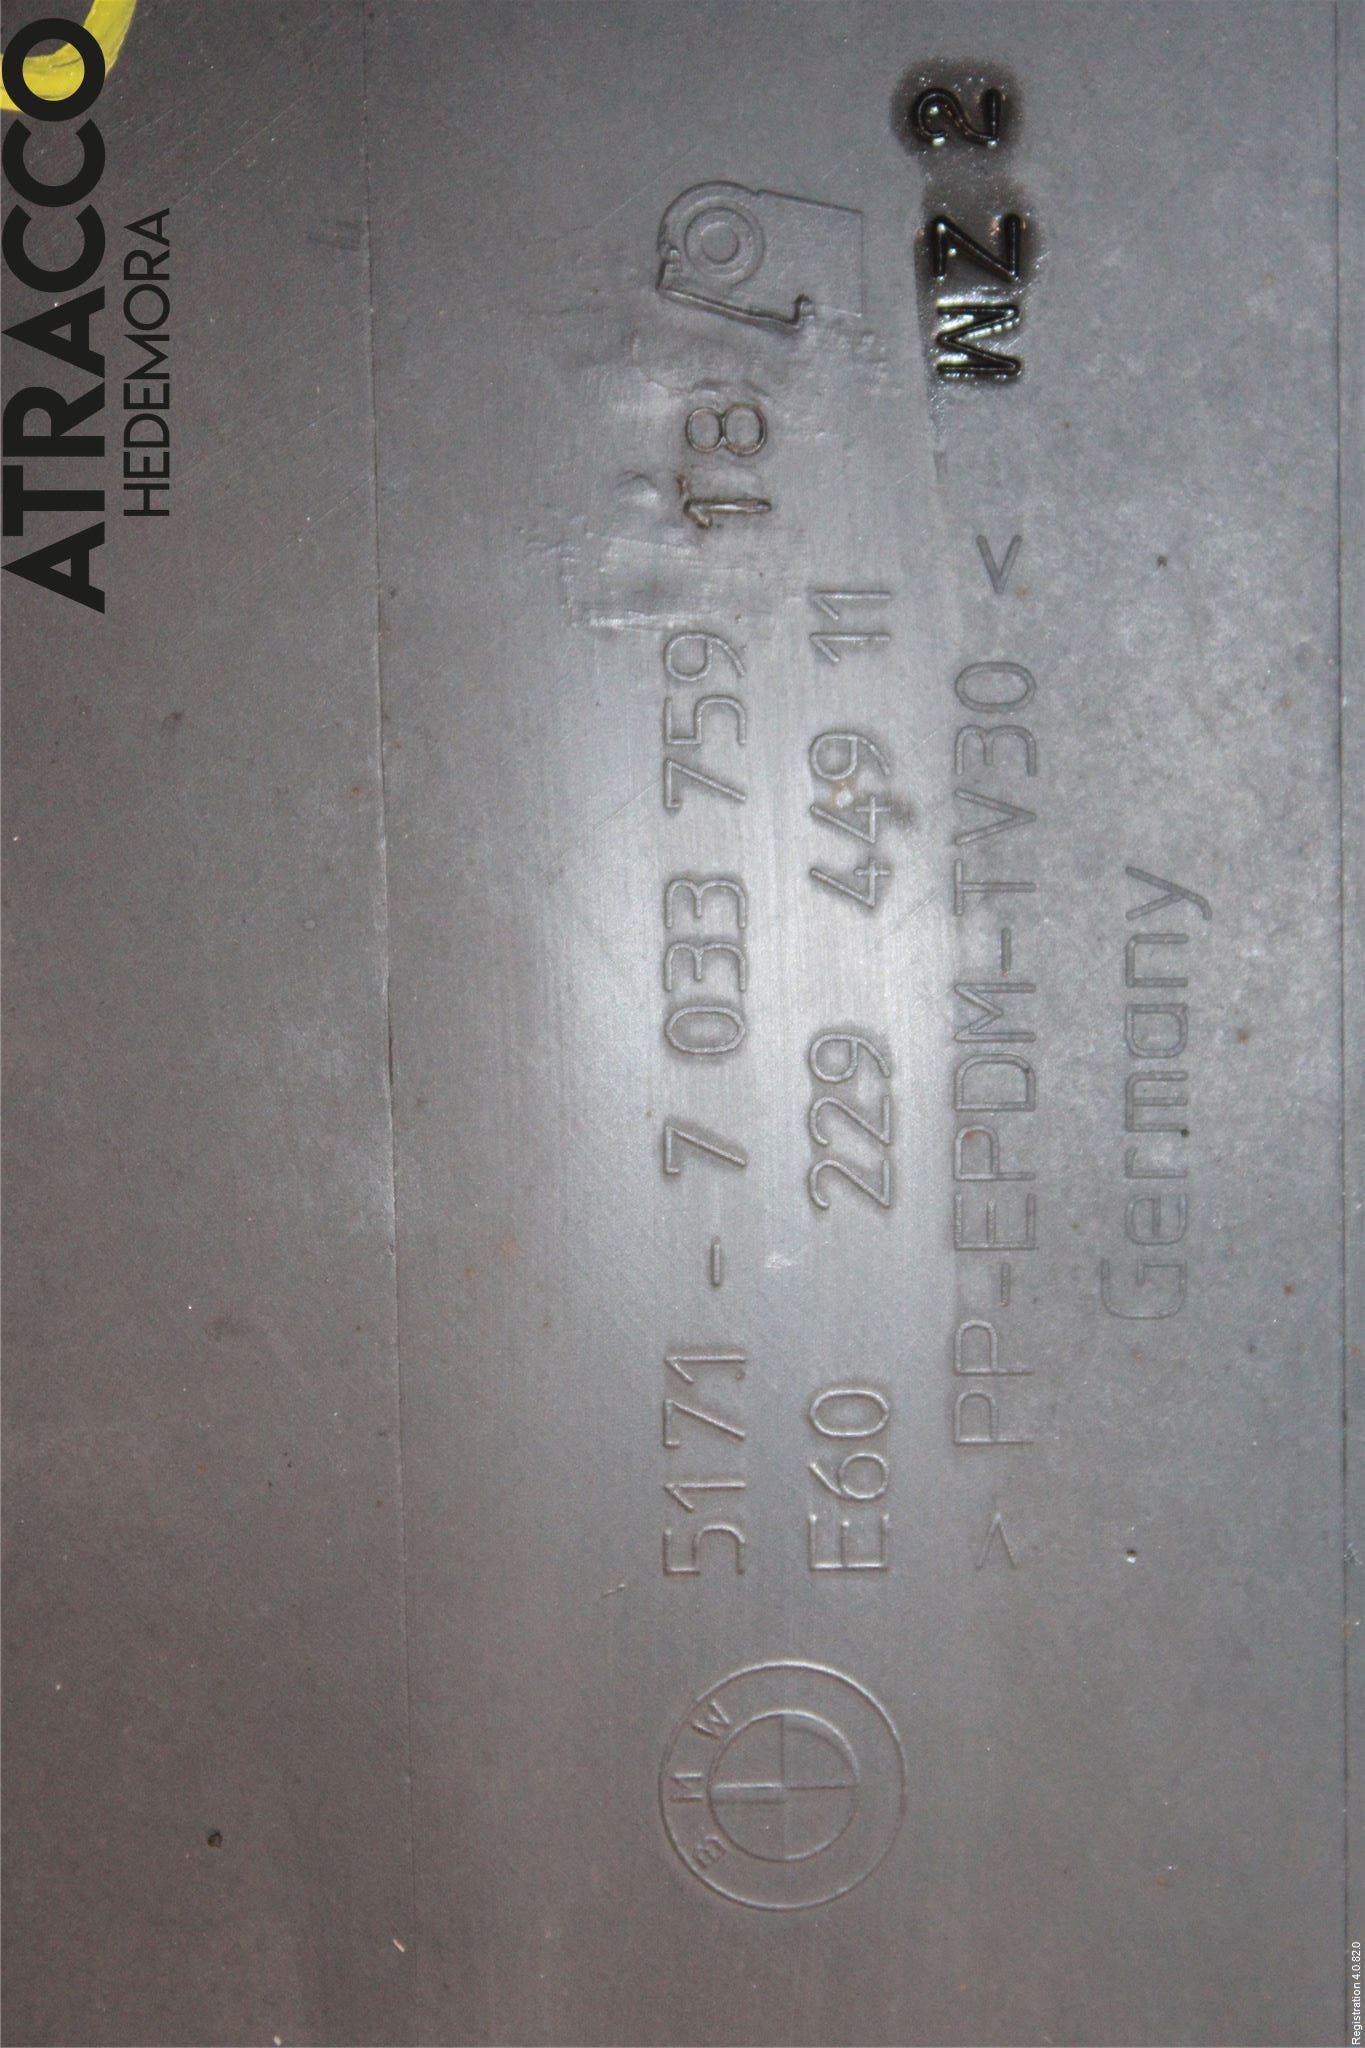 ATRACCO
HEDEMORA
BMW
5171 - 7 033 759 18
E60 229 449 11
> PP-EPDM-TV30 <
WZ 2
Germany
Registration 4.0.82.0